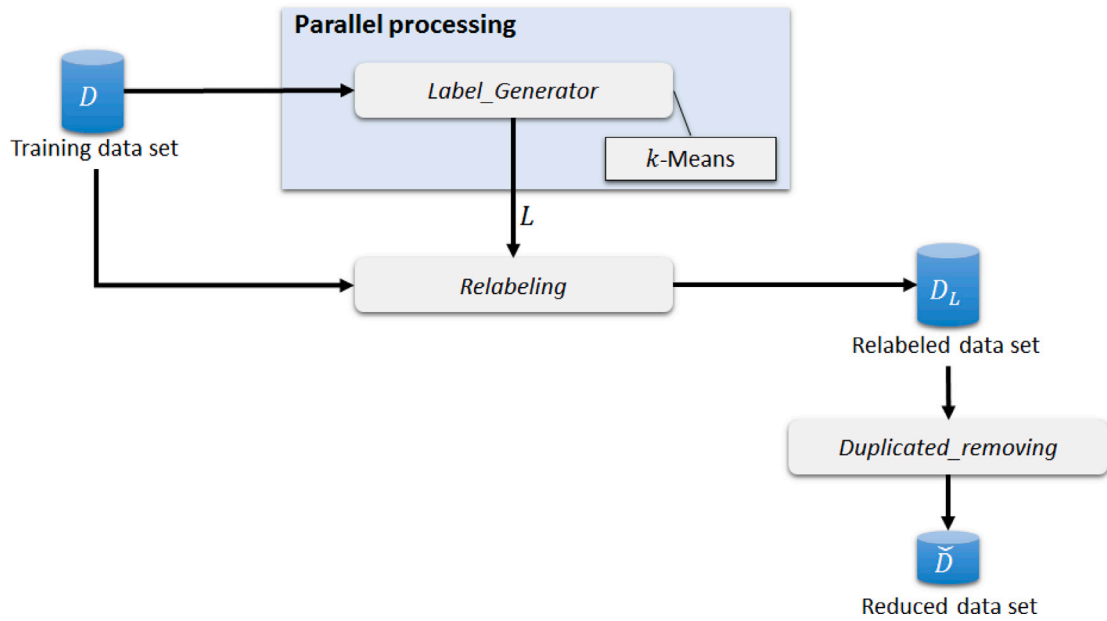 Parallel processing
D
Label_Generator
Training data set
k-Means
L
Relabeling
D_L
Relabeled data set
Duplicated_removing
Ď
Reduced data set